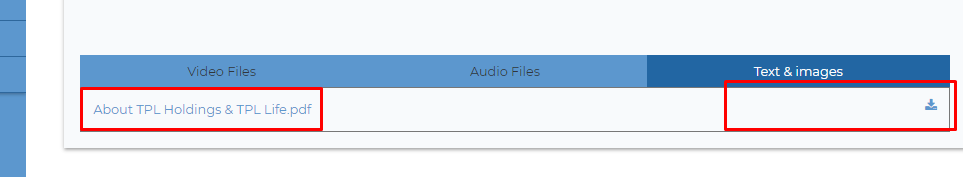 Video Files Audio Files Text & images
About TPL Holdings & TPL Life.pdf